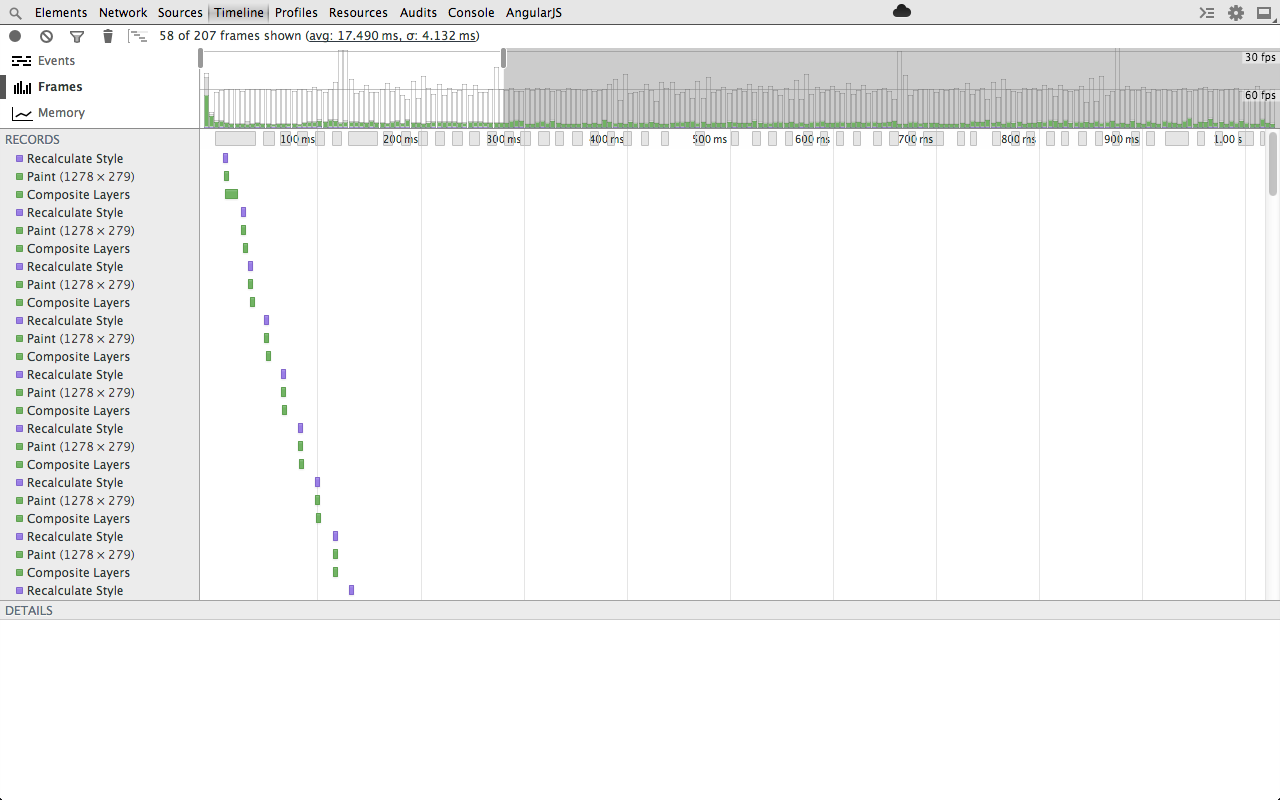 Elements Network Sources Timeline Profiles Resources Audits Console AngularJS
58 of 207 frames shown (avg: 17.490 ms, σ: 4.132 ms)
Events
30 fps
Frames
60 fps
Memory
RECORDS
100 ms 200 ms 300 ms 400 ms 500 ms 600 ms 700 ms 800 ms 900 ms 1.00 s
Recalculate Style
Paint (1278 × 279)
Composite Layers
Recalculate Style
Paint (1278 × 279)
Composite Layers
Recalculate Style
Paint (1278 × 279)
Composite Layers
Recalculate Style
Paint (1278 × 279)
Composite Layers
Recalculate Style
Paint (1278 × 279)
Composite Layers
Recalculate Style
Paint (1278 × 279)
Composite Layers
Recalculate Style
Paint (1278 × 279)
Composite Layers
Recalculate Style
Paint (1278 × 279)
Composite Layers
Recalculate Style
DETAILS